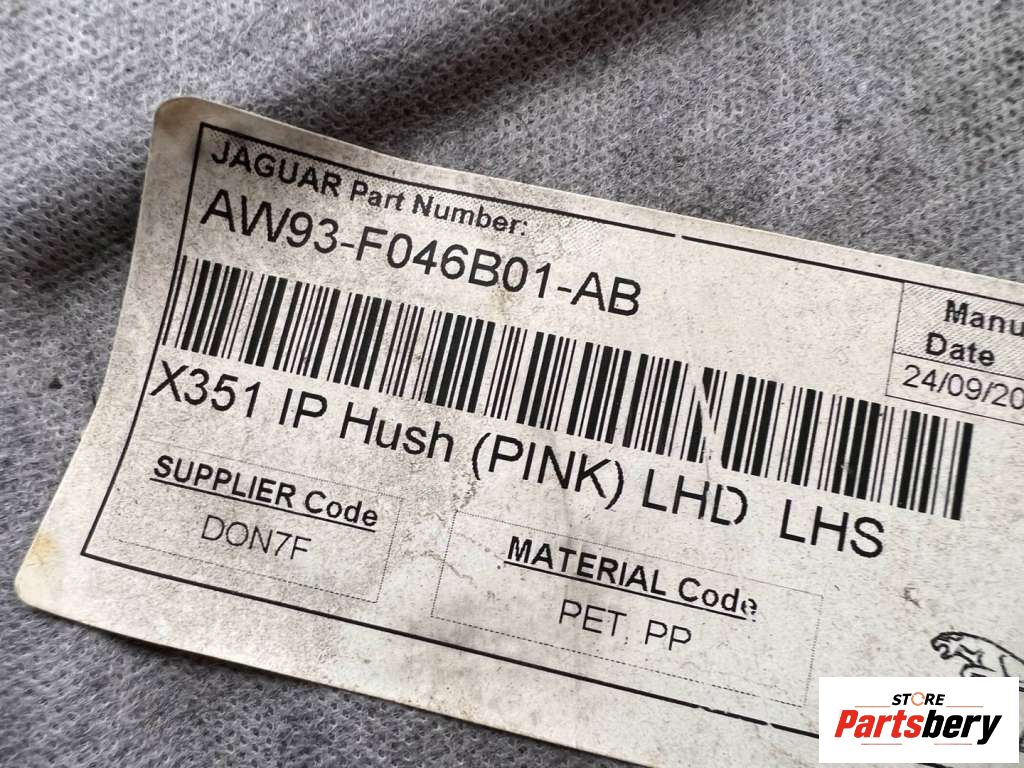 JAGUAR Part Number:
AW93-F046B01-AB
Manu
Date
24/09/20
X351 IP Hush (PINK) LHD LHS
SUPPLIER Code
DON7F
MATERIAL Code
PET, PP
STORE
Partsbery